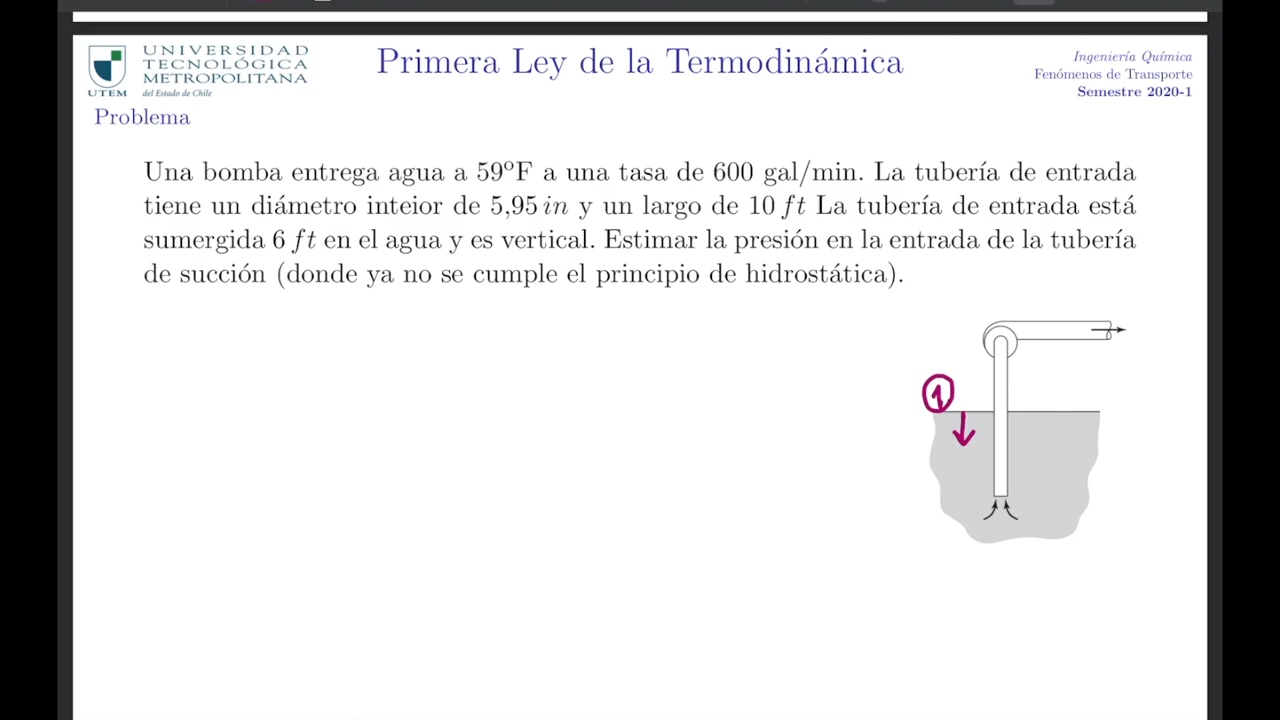 UNIVERSIDAD
TECNOLÓGICA
METROPOLITANA
UTEM
del Estado de Chile
Primera Ley de la Termodinámica
Ingeniería Química
Fenómenos de Transporte
Semestre 2020-1
Problema
Una bomba entrega agua a 59ºF a una tasa de 600 gal/min. La tubería de entrada
tiene un diámetro inteior de 5,95 in y un largo de 10 ft La tubería de entrada está
sumergida 6 ft en el agua y es vertical. Estimar la presión en la entrada de la tubería
de succión (donde ya no se cumple el principio de hidrostática).
1